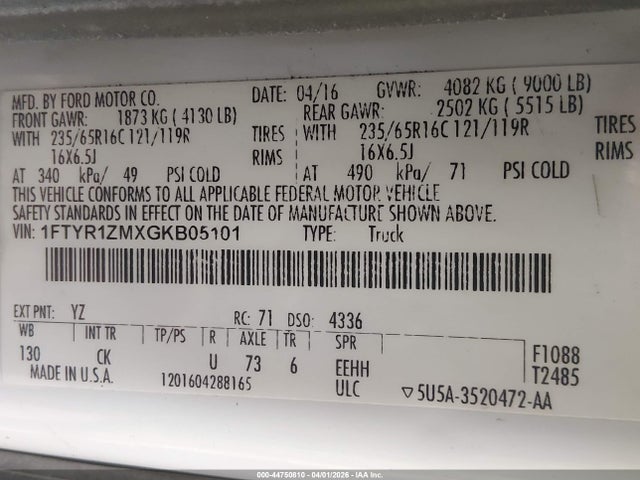 MFD. BY FORD MOTOR CO. DATE: 04/16 GVWR: 4082 KG ( 9000 LB)
FRONT GAWR: 1873 KG ( 4130 LB) REAR GAWR: 2502 KG ( 5515 LB)
WITH 235/65R16C 121/119R TIRES WITH 235/65R16C 121/119R TIRES
16X6.5J RIMS 16X6.5J RIMS
AT 340 kPa/ 49 PSI COLD AT 490 kPa/ 71 PSI COLD
THIS VEHICLE CONFORMS TO ALL APPLICABLE FEDERAL MOTOR VEHICLE
SAFETY STANDARDS IN EFFECT ON THE DATE OF MANUFACTURE SHOWN ABOVE.
VIN: 1FTYR1ZMXGKB05101 TYPE: Truck
EXT PNT: YZ RC: 71 DSO: 4336
WB INT TR TP/PS R AXLE TR SPR
130 CK U 73 6 EEHH F1088
MADE IN U.S.A. 1201604288165 ULC T2485
▽5U5A-3520472-AA
000-44750810 - 04/01/2026 - IAA Inc.